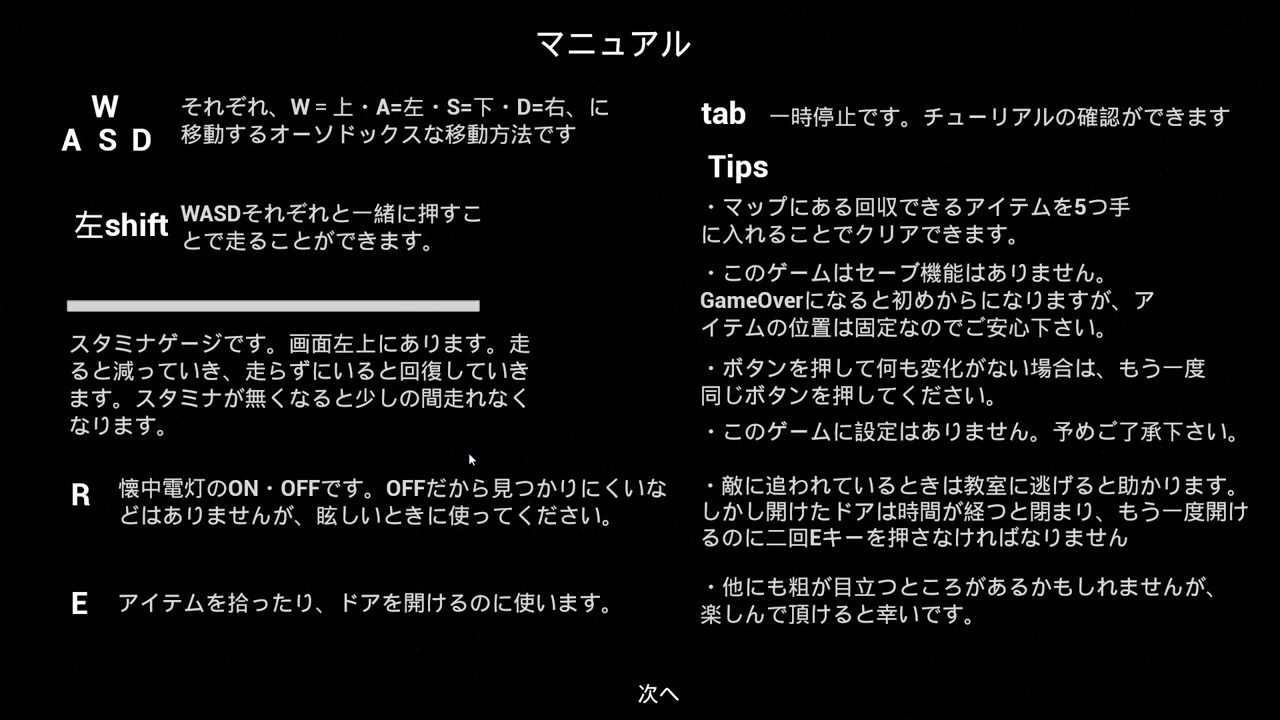 マニュアル
W
A S D
それぞれ、W = 上・A=左・S=下・D=右、に
移動するオーソドックスな移動方法です
左shift
WASDそれぞれと一緒に押すこ
とで走ることができます。
スタミナゲージです。画面左上にあります。走
ると減っていき、走らずにいると回復していき
ます。スタミナが無くなると少しの間走れなく
なります。
R
懐中電灯のON・OFFです。OFFだから見つかりにくいな
どはありませんが、眩しいときに使ってください。
E
アイテムを拾ったり、ドアを開けるのに使います。
tab
一時停止です。チューリアルの確認ができます
Tips
・マップにある回収できるアイテムを5つ手
に入れることでクリアできます。
・このゲームはセーブ機能はありません。
GameOverになると初めからになりますが、ア
イテムの位置は固定なのでご安心下さい。
・ボタンを押して何も変化がない場合は、もう一度
同じボタンを押してください。
・このゲームに設定はありません。予めご了承下さい。
・敵に追われているときは教室に逃げると助かります。
しかし開けたドアは時間が経つと閉まり、もう一度開け
るのに二回Eキーを押さなければなりません
・他にも粗が目立つところがあるかもしれませんが、
楽しんで頂けると幸いです。
次へ